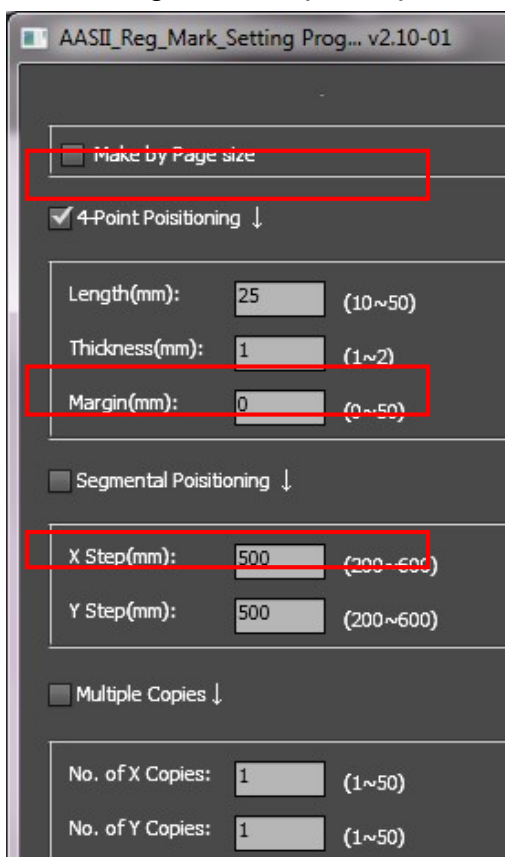 AASII_Reg_Mark_Setting Prog... v2.10-01
Make by Page size
4-Point Poisitioning ↓
Length(mm): 25 (10~50)
Thickness(mm): 1 (1~2)
Margin(mm): 0 (0~50)
Segmental Poisitioning ↓
X Step(mm): 500 (200~600)
Y Step(mm): 500 (200~600)
Multiple Copies ↓
No. of X Copies: 1 (1~50)
No. of Y Copies: 1 (1~50)